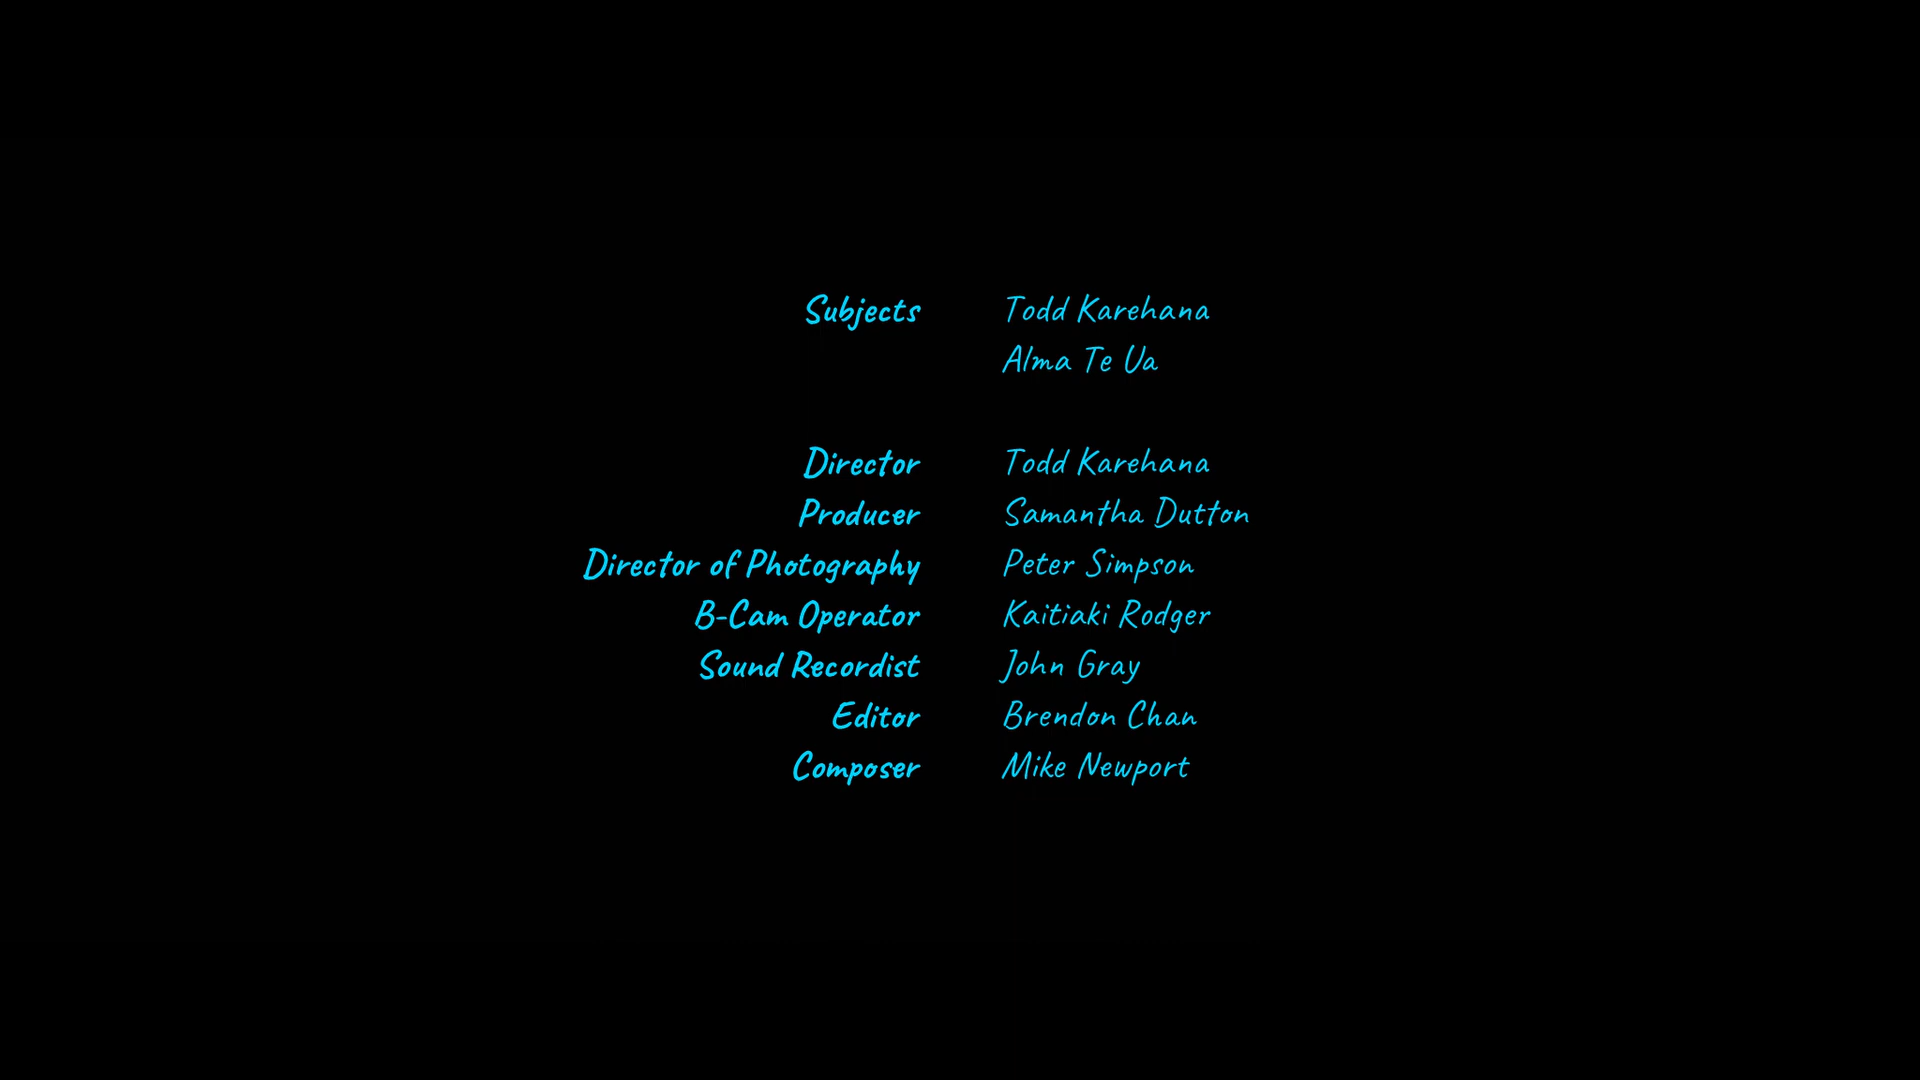 Subjects Todd Karehana
Alma Te Ua
Director Todd Karehana
Producer Samantha Dutton
Director of Photography Peter Simpson
B-Cam Operator Kaitiaki Rodger
Sound Recordist John Gray
Editor Brendon Chan
Composer Mike Newport